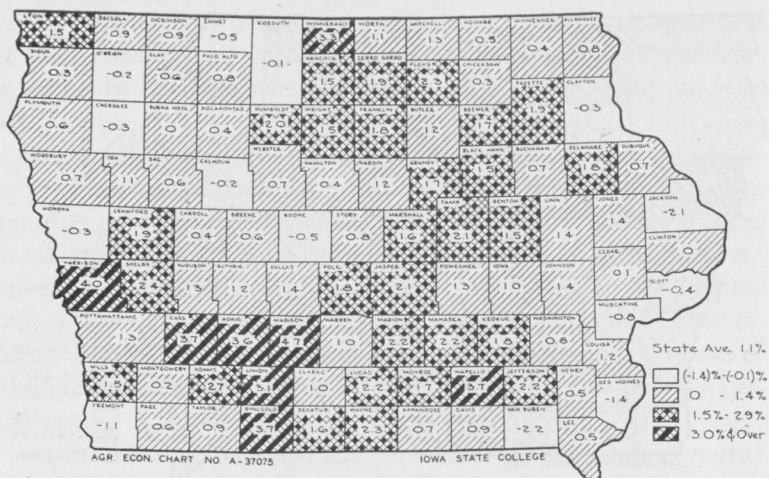 LYON OSCEOLA DICKINSON EMMET KOSSUTH WINNEBAGO WORTH MITCHELL HOWARD WINNESHIEK ALLAMAKEE
1.5 0.9 0.9 -0.5 -0.1 3.3 1.1 1.3 0.5 0.4 0.8
SIOUX O'BRIEN CLAY PALO ALTO HANCOCK CERRO GORDO FLOYD CHICKASAW FAYETTE CLAYTON
0.3 -0.2 0.6 0.8 1.5 1.9 2.3 0.3 1.9 -0.3
PLYMOUTH CHEROKEE BUENA VISTA POCAHONTAS HUMBOLDT WRIGHT FRANKLIN BUTLER BREMER
0.6 -0.3 0 0.4 2.0 1.5 1.8 1.2 1.7
WOODBURY IDA SAC CALHOUN WEBSTER HAMILTON HARDIN GRUNDY BLACK HAWK BUCHANAN DELAWARE DUBUQUE
0.7 1.1 0.6 -0.2 0.7 0.4 1.2 1.7 1.5 0.7 1.8 0.7
MONONA CRAWFORD CARROLL GREENE BOONE STORY MARSHALL TAMA BENTON LINN JONES JACKSON
-0.3 1.9 0.4 0.6 -0.5 0.8 1.6 2.1 1.5 1.4 1.4 -2.1
HARRISON SHELBY AUDUBON GUTHRIE DALLAS POLK JASPER POWESHIEK IOWA JOHNSON CEDAR CLINTON
4.0 2.4 1.3 1.2 1.4 1.8 2.1 1.3 1.0 1.4 0.1 0
SCOTT
-0.4
MUSCATINE
-0.8
POTTAWATTAMIE CASS ADAIR MADISON WARREN MARION MAHASKA KEOKUK WASHINGTON LOUISA
1.3 3.7 3.6 4.7 1.0 2.2 2.2 1.8 0.8 1.2
MILLS MONTGOMERY ADAMS UNION CLARKE LUCAS MONROE WAPELLO JEFFERSON HENRY DES MOINES
1.5 0.2 2.7 3.1 1.0 2.2 1.7 3.7 2.2 0.5 -1.4
FREMONT PAGE TAYLOR RINGGOLD DECATUR WAYNE APPANOOSE DAVIS VAN BUREN LEE
-1.1 0.6 0.9 3.7 1.6 2.3 0.7 0.9 -2.2 0.5
State Ave 1.1%
(-1.4)%-(-0.1)%
0 - 1.4%
1.5%-2.9%
3.0% & Over
AGR. ECON. CHART NO. A-37075 IOWA STATE COLLEGE